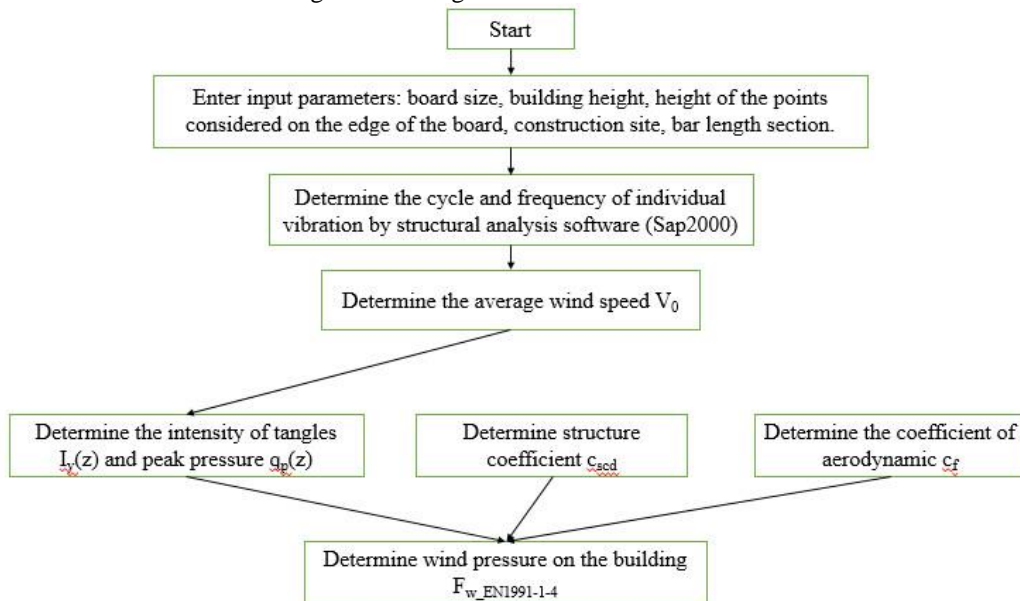 Start
Enter input parameters: board size, building height, height of the points
considered on the edge of the board, construction site, bar length section.
Determine the cycle and frequency of individual
vibration by structural analysis software (Sap2000)
Determine the average wind speed V₀
Determine the intensity of tangles
Iv(z) and peak pressure qp(z)
Determine structure
coefficient cscd
Determine the coefficient of
aerodynamic cf
Determine wind pressure on the building
Fw_EN1991-1-4